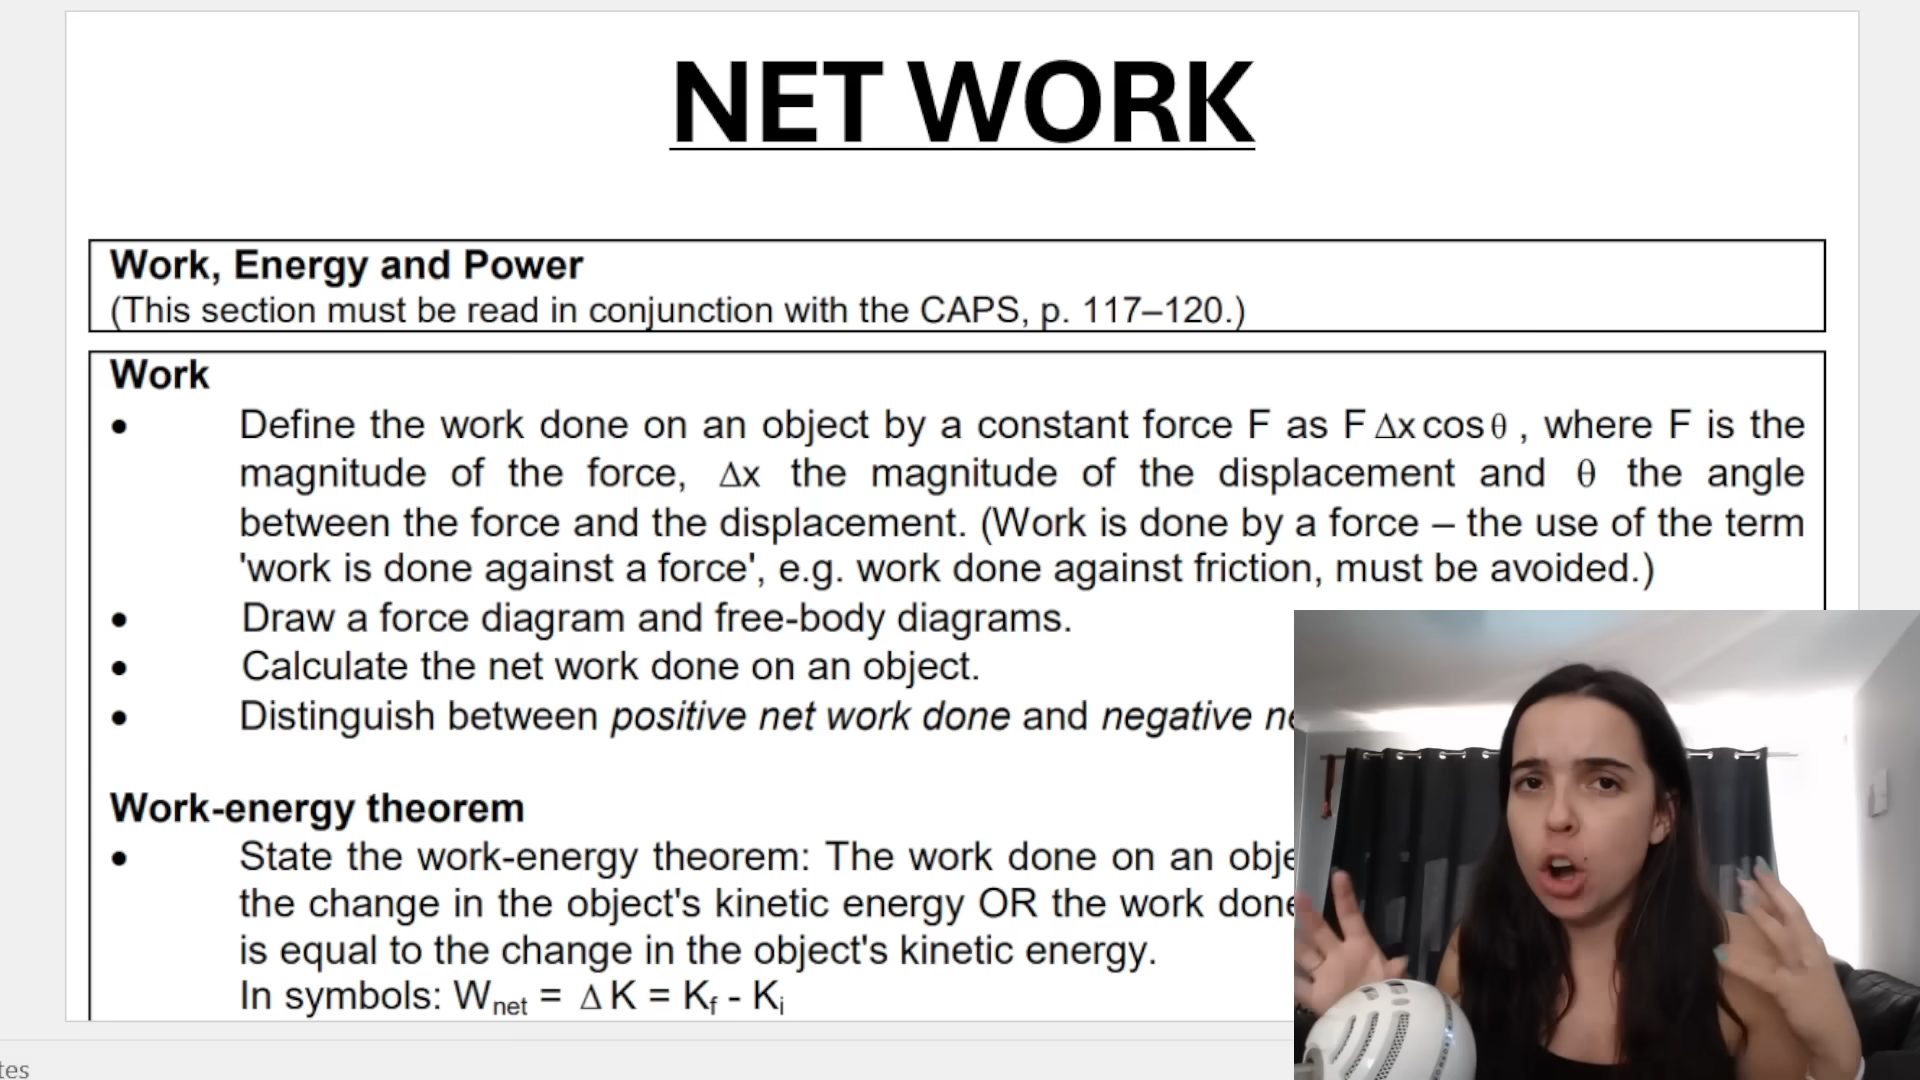 NET WORK
Work, Energy and Power
(This section must be read in conjunction with the CAPS, p. 117–120.)
Work
• Define the work done on an object by a constant force F as F Δx cos θ , where F is the
magnitude of the force, Δx the magnitude of the displacement and θ the angle
between the force and the displacement. (Work is done by a force – the use of the term
'work is done against a force', e.g. work done against friction, must be avoided.)
• Draw a force diagram and free-body diagrams.
• Calculate the net work done on an object.
• Distinguish between positive net work done and negative
Work-energy theorem
• State the work-energy theorem: The work done on an
the change in the object's kinetic energy OR the work done
is equal to the change in the object's kinetic energy.
In symbols: Wnet = ΔK = Kf - Ki